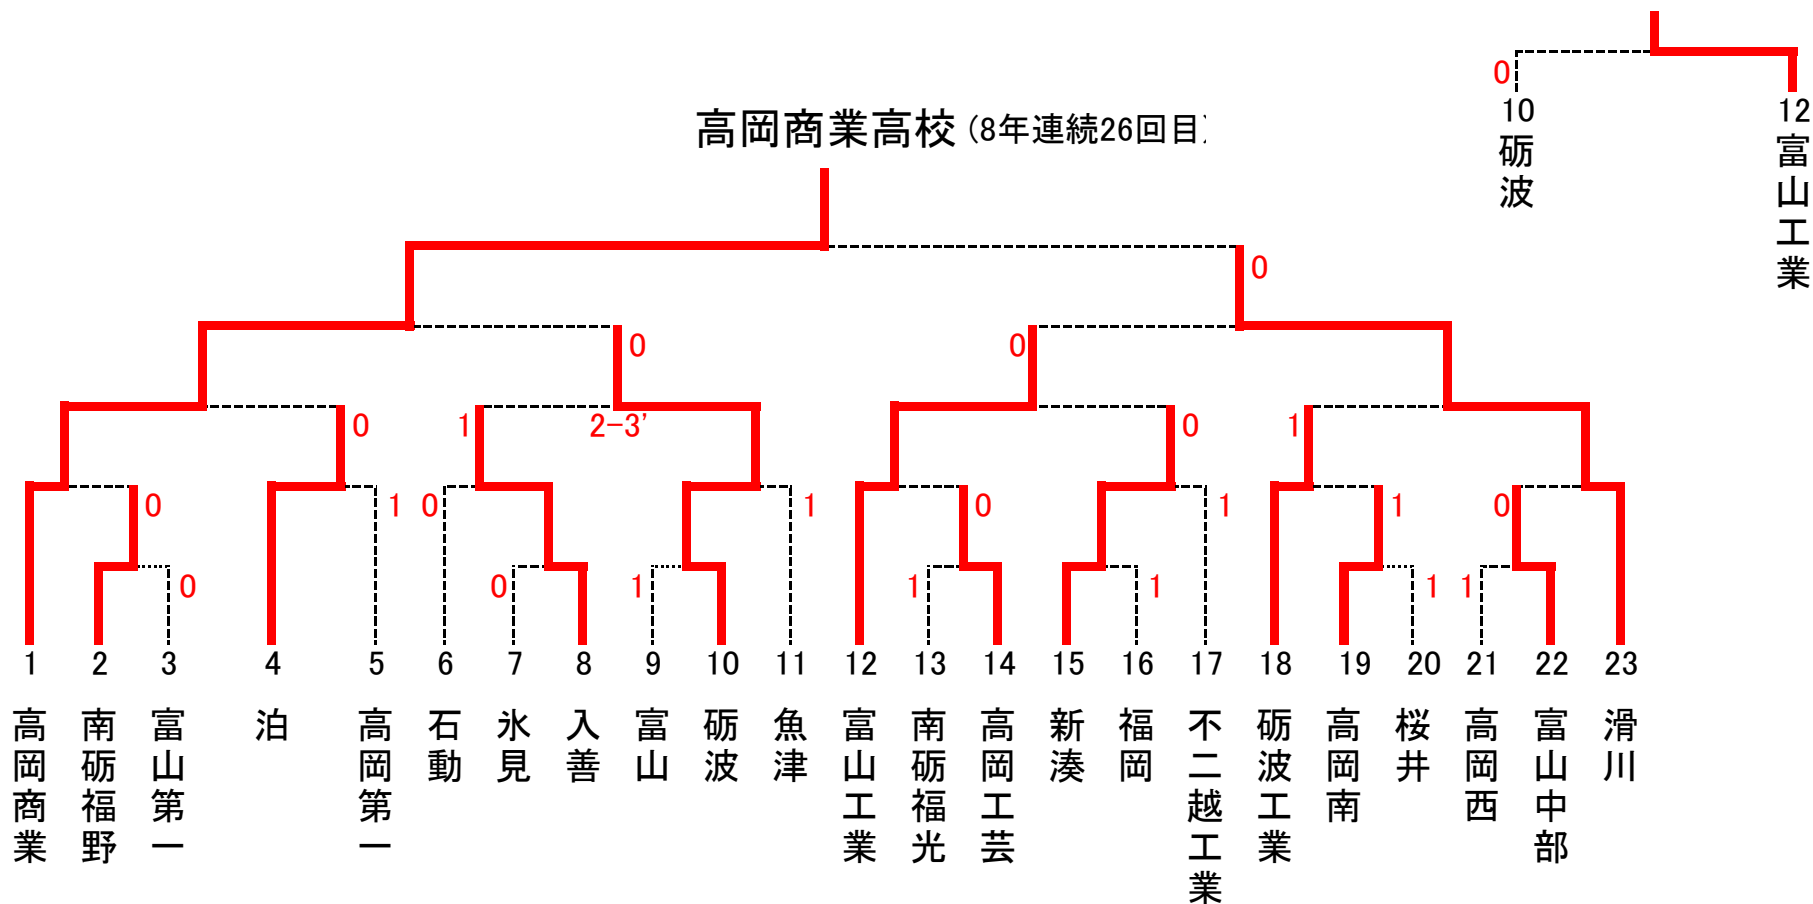 0
10
12
砺波
富山工業
高岡商業高校 (8年連続26回目)
0
0
0
0
1
2-3'
0
1
0
1
0
1
0
1
1
0
0
0
1
1
1
1
1
1 2 3 4 5 6 7 8 9 10 11 12 13 14 15 16 17 18 19 20 21 22 23
高岡商業
南砺福野
富山第一
泊
高岡第一
石動
氷見
入善
富山
砺波
魚津
富山工業
南砺福光
高岡工芸
新湊
福岡
不二越工業
砺波工業
高岡南
桜井
高岡西
富山中部
滑川